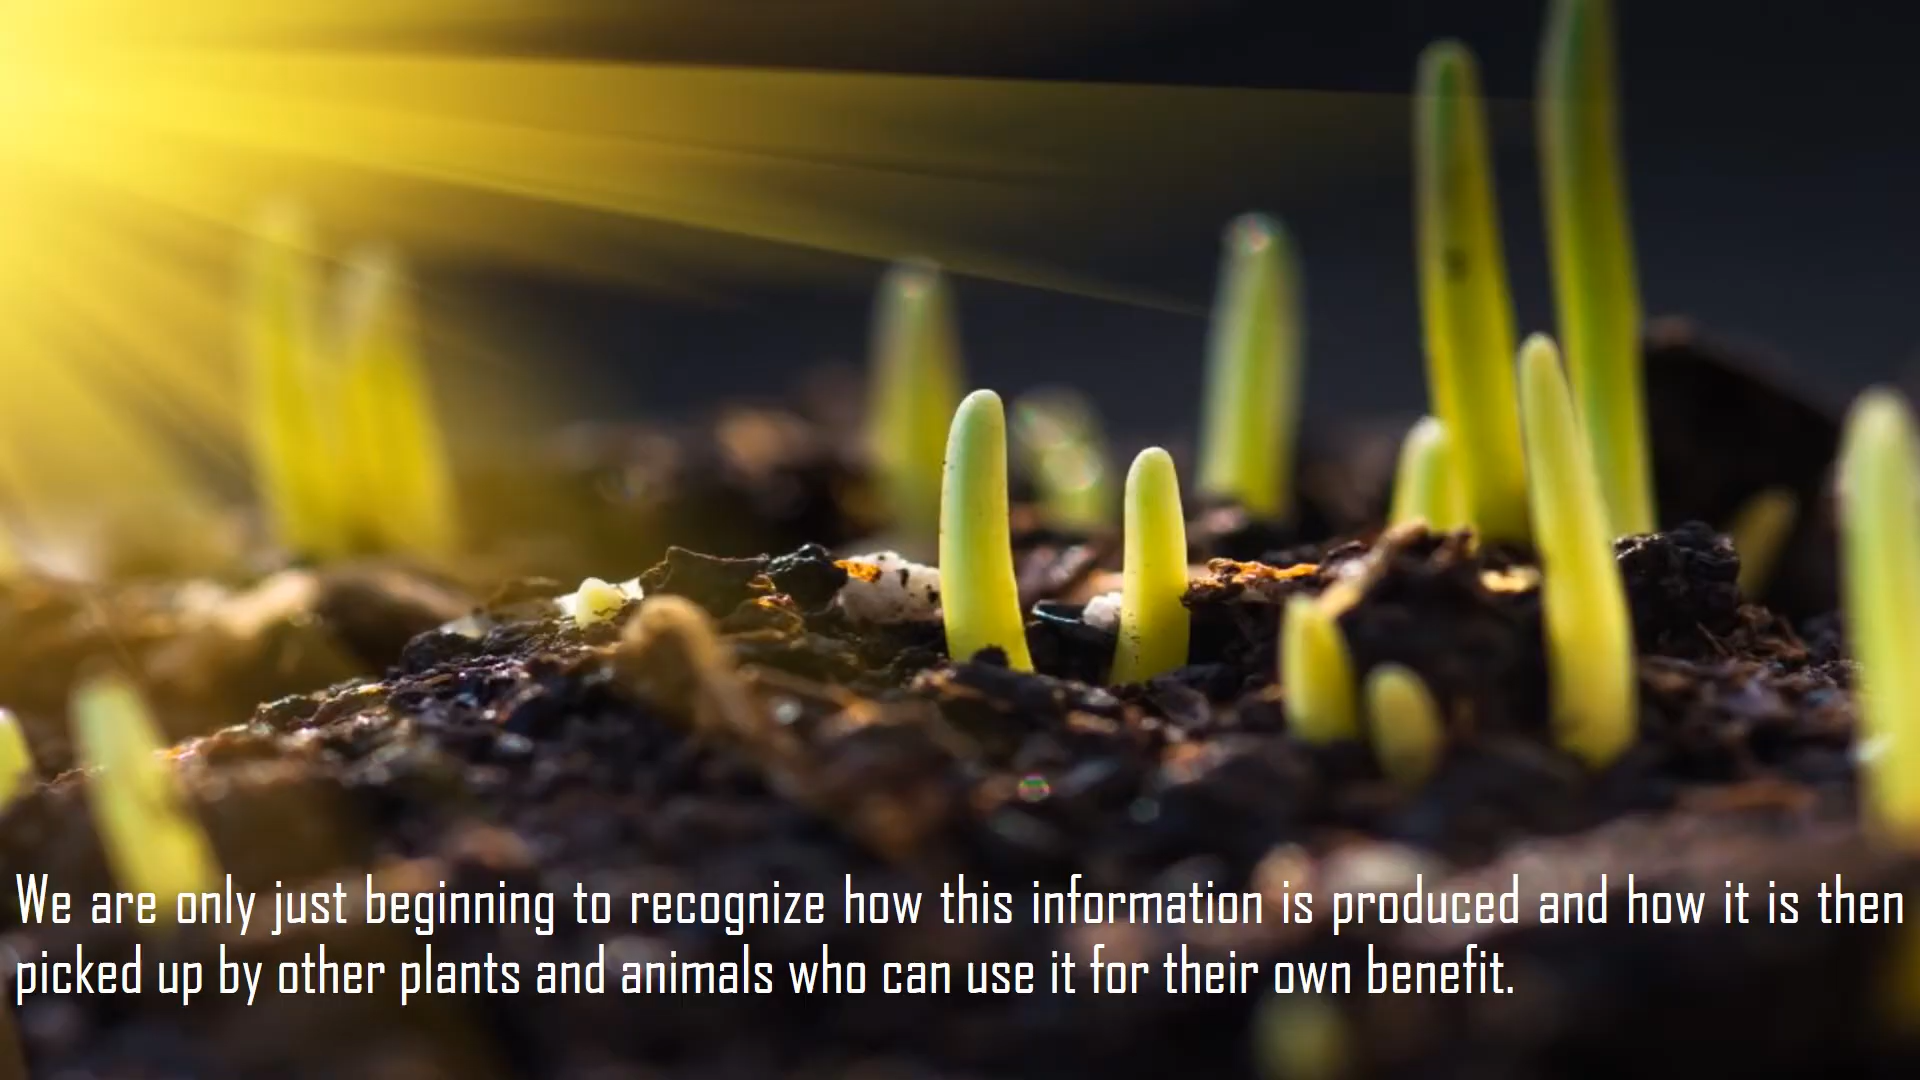 We are only just beginning to recognize how this information is produced and how it is then
picked up by other plants and animals who can use it for their own benefit.